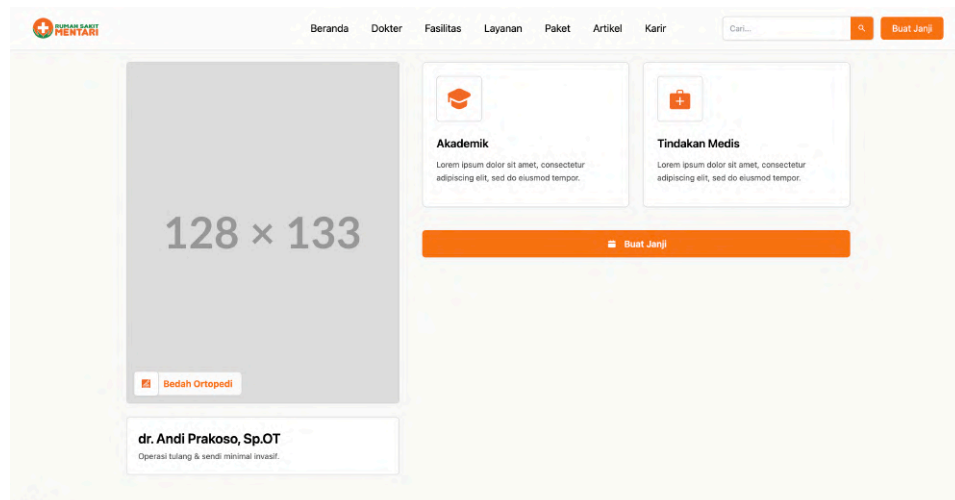 RUMAH SAKIT
MENTARI
Beranda Dokter Fasilitas Layanan Paket Artikel Karir
Cari...
Buat Janji
128 × 133
Bedah Ortopedi
dr. Andi Prakoso, Sp.OT
Operasi tulang & sendi minimal invasif.
Akademik
Lorem ipsum dolor sit amet, consectetur
adipiscing elit, sed do eiusmod tempor.
Tindakan Medis
Lorem ipsum dolor sit amet, consectetur
adipiscing elit, sed do eiusmod tempor.
Buat Janji